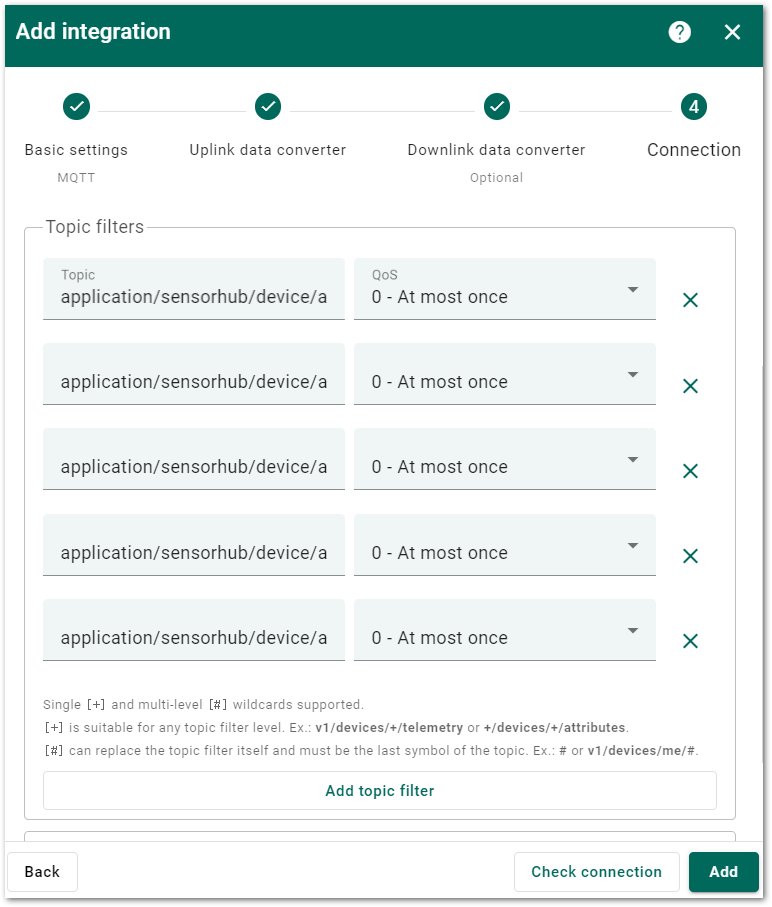 Add integration
?
4
Basic settings
Uplink data converter
Downlink data converter
Connection
MQTT
Optional
Topic filters
Topic
QoS
application/sensorhub/device/a
0 - At most once
application/sensorhub/device/a
0 - At most once
application/sensorhub/device/a
0 - At most once
application/sensorhub/device/a
0 - At most once
application/sensorhub/device/a
0 - At most once
Single [+] and multi-level [#] wildcards supported.
[+] is suitable for any topic filter level. Ex.: v1/devices/+/telemetry or +/devices/+/attributes.
[#] can replace the topic filter itself and must be the last symbol of the topic. Ex.: # or v1/devices/me/#.
Add topic filter
Back
Check connection
Add